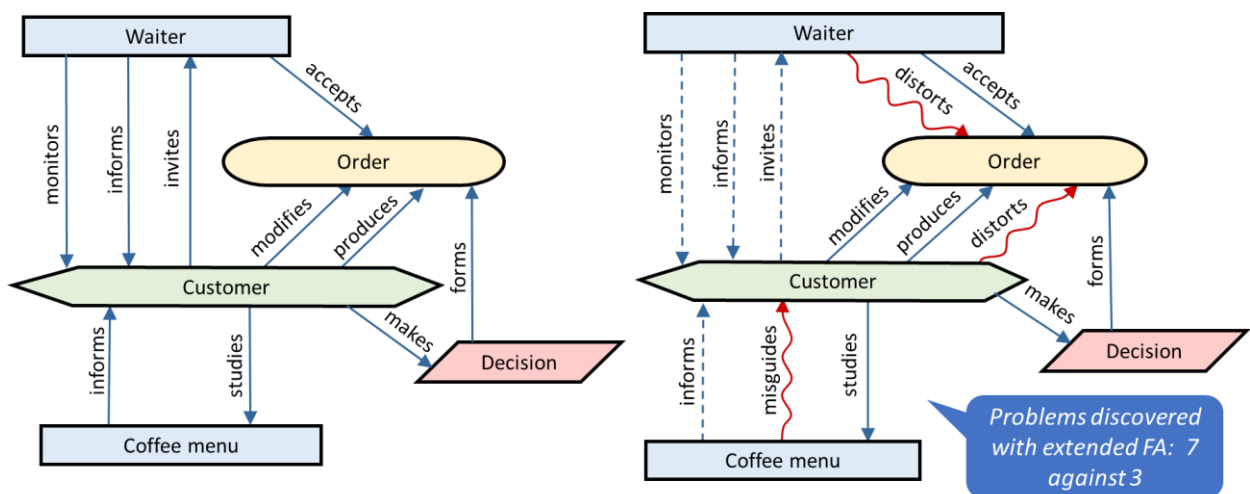 Waiter
accepts
monitors
informs
invites
Order
modifies
produces
forms
Customer
makes
informs
studies
Decision
Coffee menu
Waiter
distorts
accepts
monitors
informs
invites
Order
modifies
produces
distorts
forms
Customer
makes
informs
misguides
studies
Decision
Coffee menu
Problems discovered
with extended FA: 7
against 3